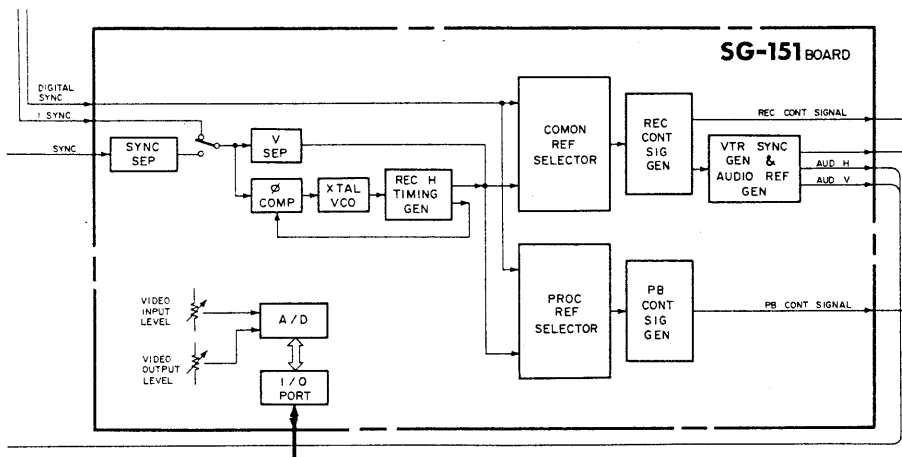 SG-151 BOARD
DIGITAL
SYNC
I SYNC
SYNC
SYNC
SEP
V
SEP
Ø
COMP
XTAL
VCO
REC H
TIMING
GEN
COMON
REF
SELECTOR
REC
CONT
SIG
GEN
REC CONT SIGNAL
VTR SYNC
GEN &
AUDIO REF
GEN
AUD H
AUD V
PROC
REF
SELECTOR
PB
CONT
SIG
GEN
PB CONT SIGNAL
VIDEO
INPUT
LEVEL
A/D
VIDEO
OUTPUT
LEVEL
I/O
PORT